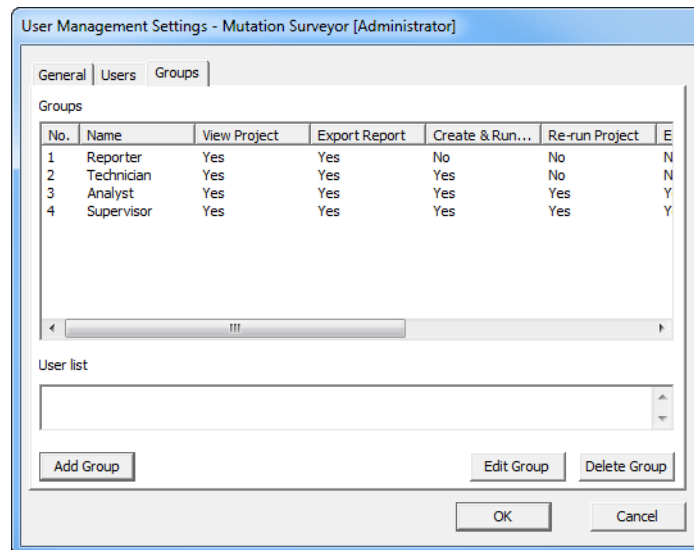 User Management Settings - Mutation Surveyor [Administrator]
General Users Groups
Groups
No. Name View Project Export Report Create & Run... Re-run Project E
1 Reporter Yes Yes No No N
2 Technician Yes Yes Yes No N
3 Analyst Yes Yes Yes Yes Y
4 Supervisor Yes Yes Yes Yes Y
User list
Add Group Edit Group Delete Group
OK Cancel